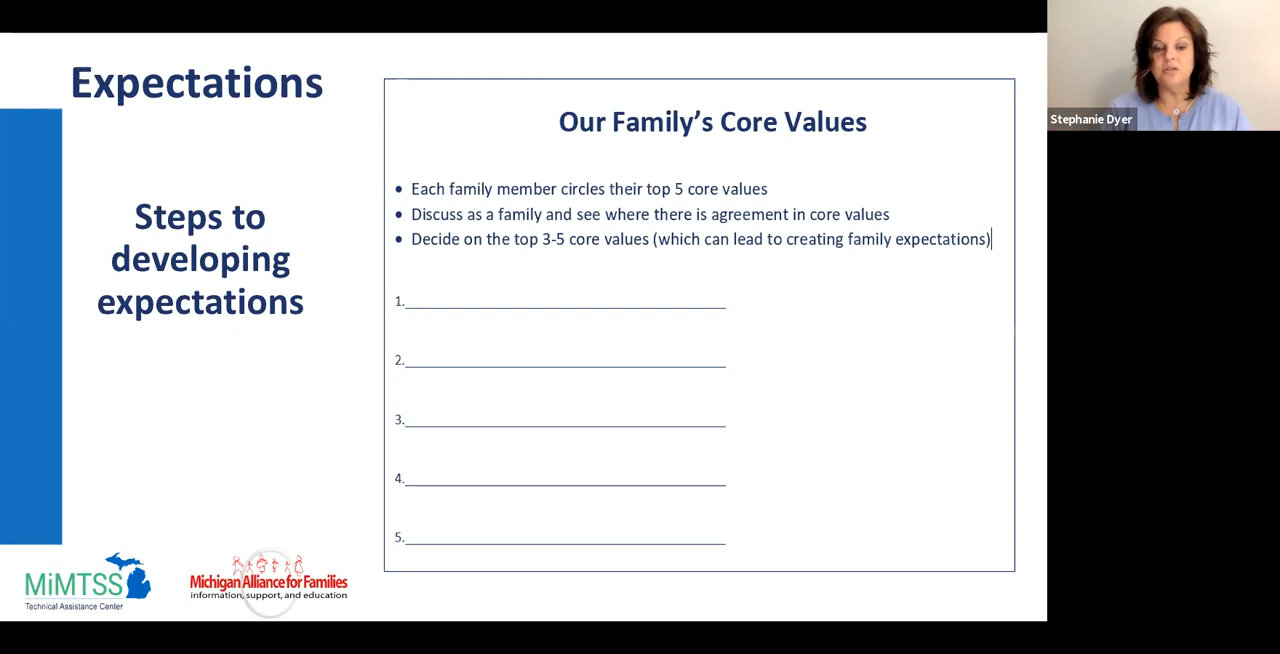 Expectations
Steps to
developing
expectations
Our Family’s Core Values
• Each family member circles their top 5 core values
• Discuss as a family and see where there is agreement in core values
• Decide on the top 3-5 core values (which can lead to creating family expectations)
1.
2.
3.
4.
5.
MiMTSS
Technical Assistance Center
Michigan Alliance for Families
information, support, and education
Stephanie Dyer